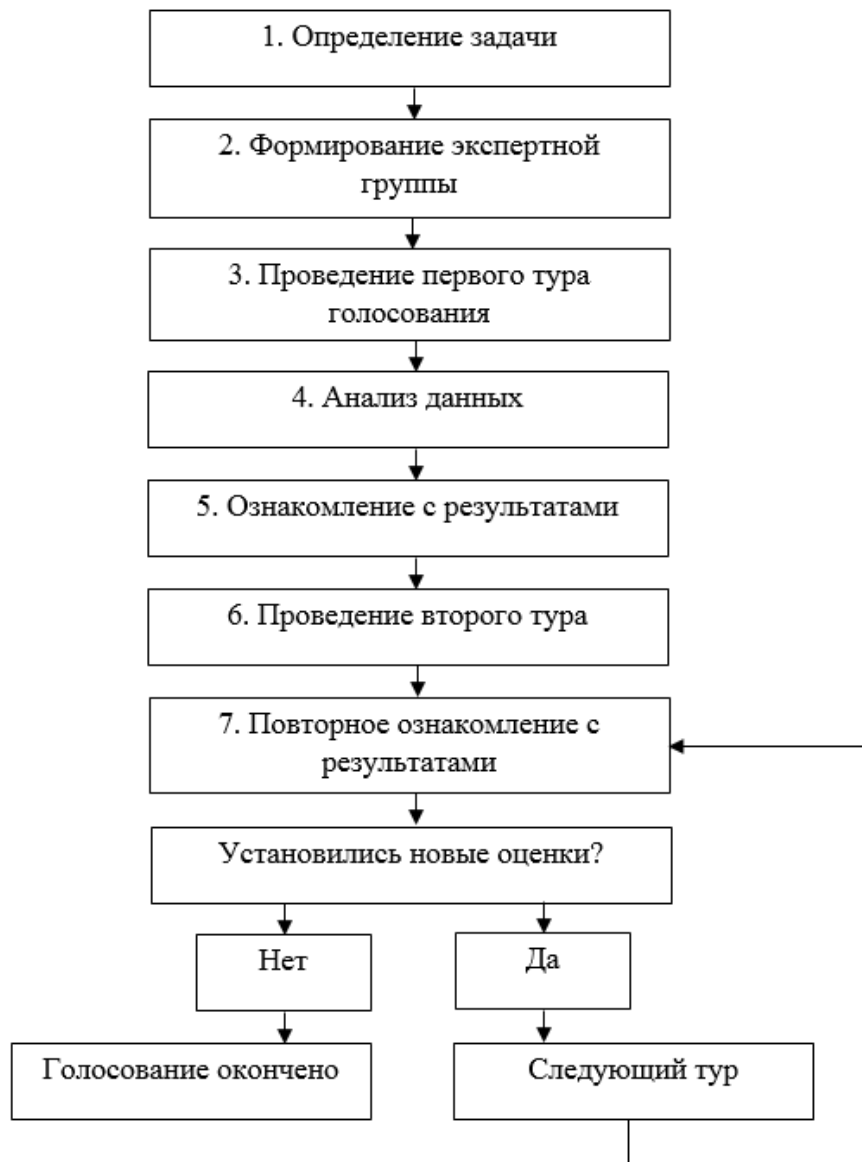 1. Определение задачи
2. Формирование экспертной
группы
3. Проведение первого тура
голосования
4. Анализ данных
5. Ознакомление с результатами
6. Проведение второго тура
7. Повторное ознакомление с
результатами
Установились новые оценки?
Нет
Да
Голосование окончено
Следующий тур